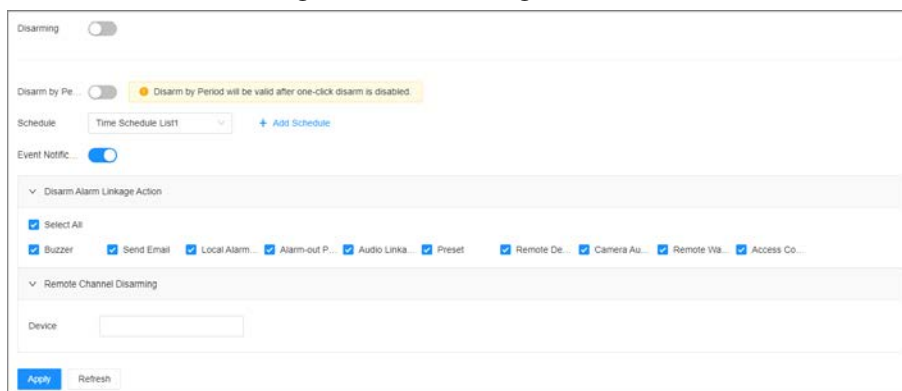 Disarming
Disarm by Pe... Disarm by Period will be valid after one-click disarm is disabled.
Schedule Time Schedule List1 + Add Schedule
Event Notific...
Disarm Alarm Linkage Action
Select All
Buzzer Send Email Local Alarm... Alarm-out P... Audio Linka... Preset Remote De... Camera Au... Remote Wa... Access Co...
Remote Channel Disarming
Device
Apply Refresh